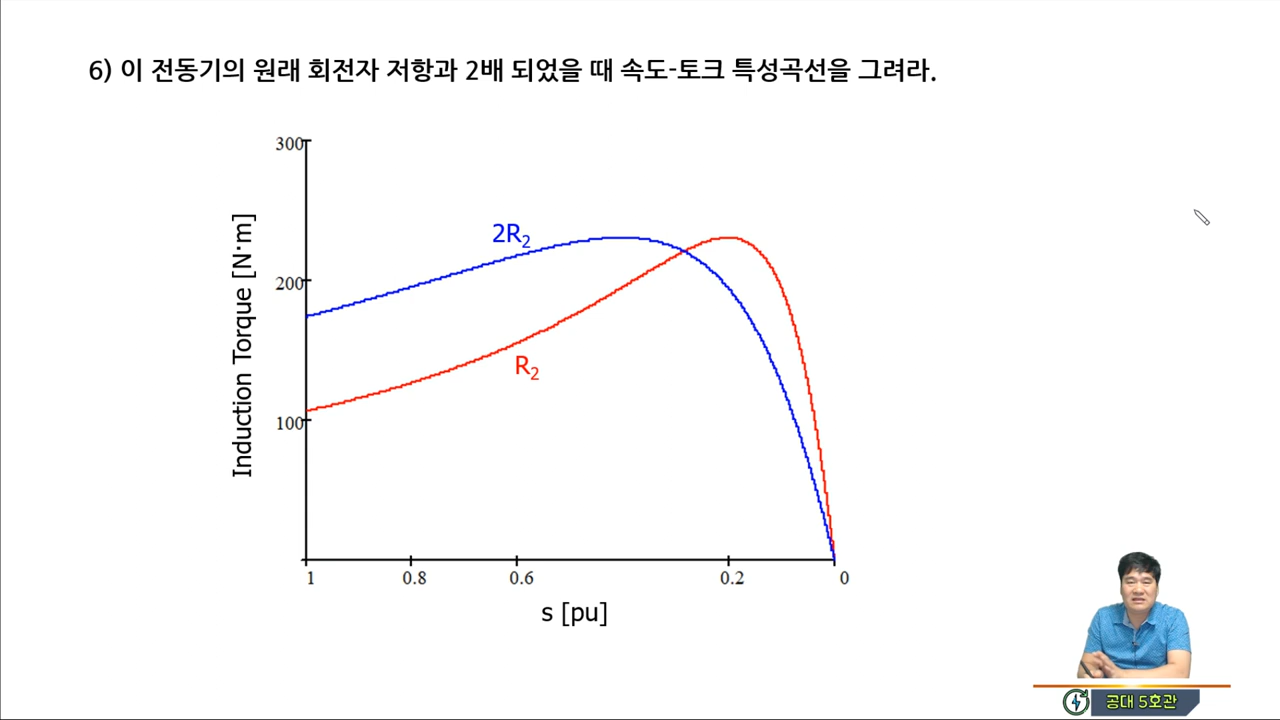 6) 이 전동기의 원래 회전자 저항과 2배 되었을 때 속도-토크 특성곡선을 그려라.
300
200
100
Induction Torque [N·m]
2R2
R2
1 0.8 0.6 0.2 0
s [pu]
공대 5호관